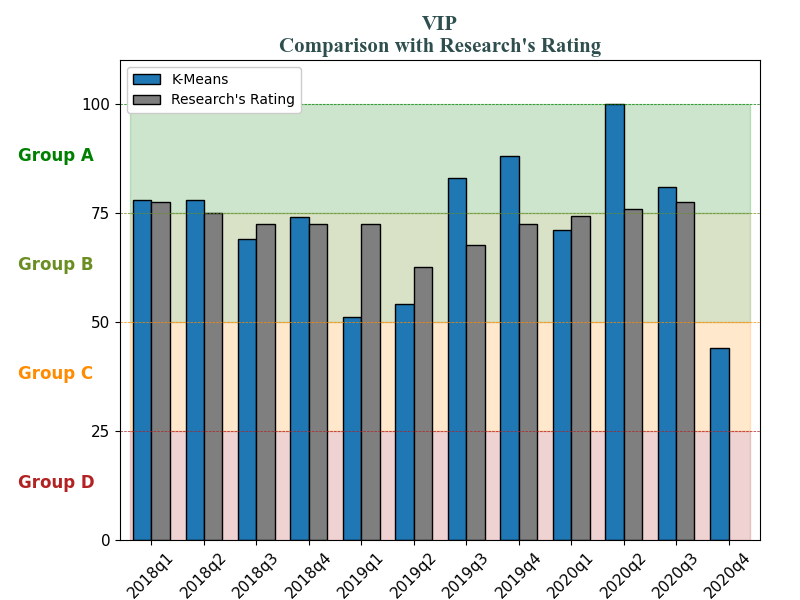 VIP
Comparison with Research's Rating
K-Means
Research's Rating
100
Group A
75
Group B
50
Group C
25
Group D
0
2018q1
2018q2
2018q3
2018q4
2019q1
2019q2
2019q3
2019q4
2020q1
2020q2
2020q3
2020q4